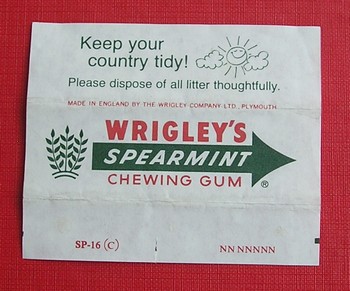 Keep your
country tidy!
Please dispose of all litter thoughtfully.
MADE IN ENGLAND BY THE WRIGLEY COMPANY LTD., PLYMOUTH
WRIGLEY'S
SPEARMINT
CHEWING GUM ®
SP-16 (C) NN NNNNN